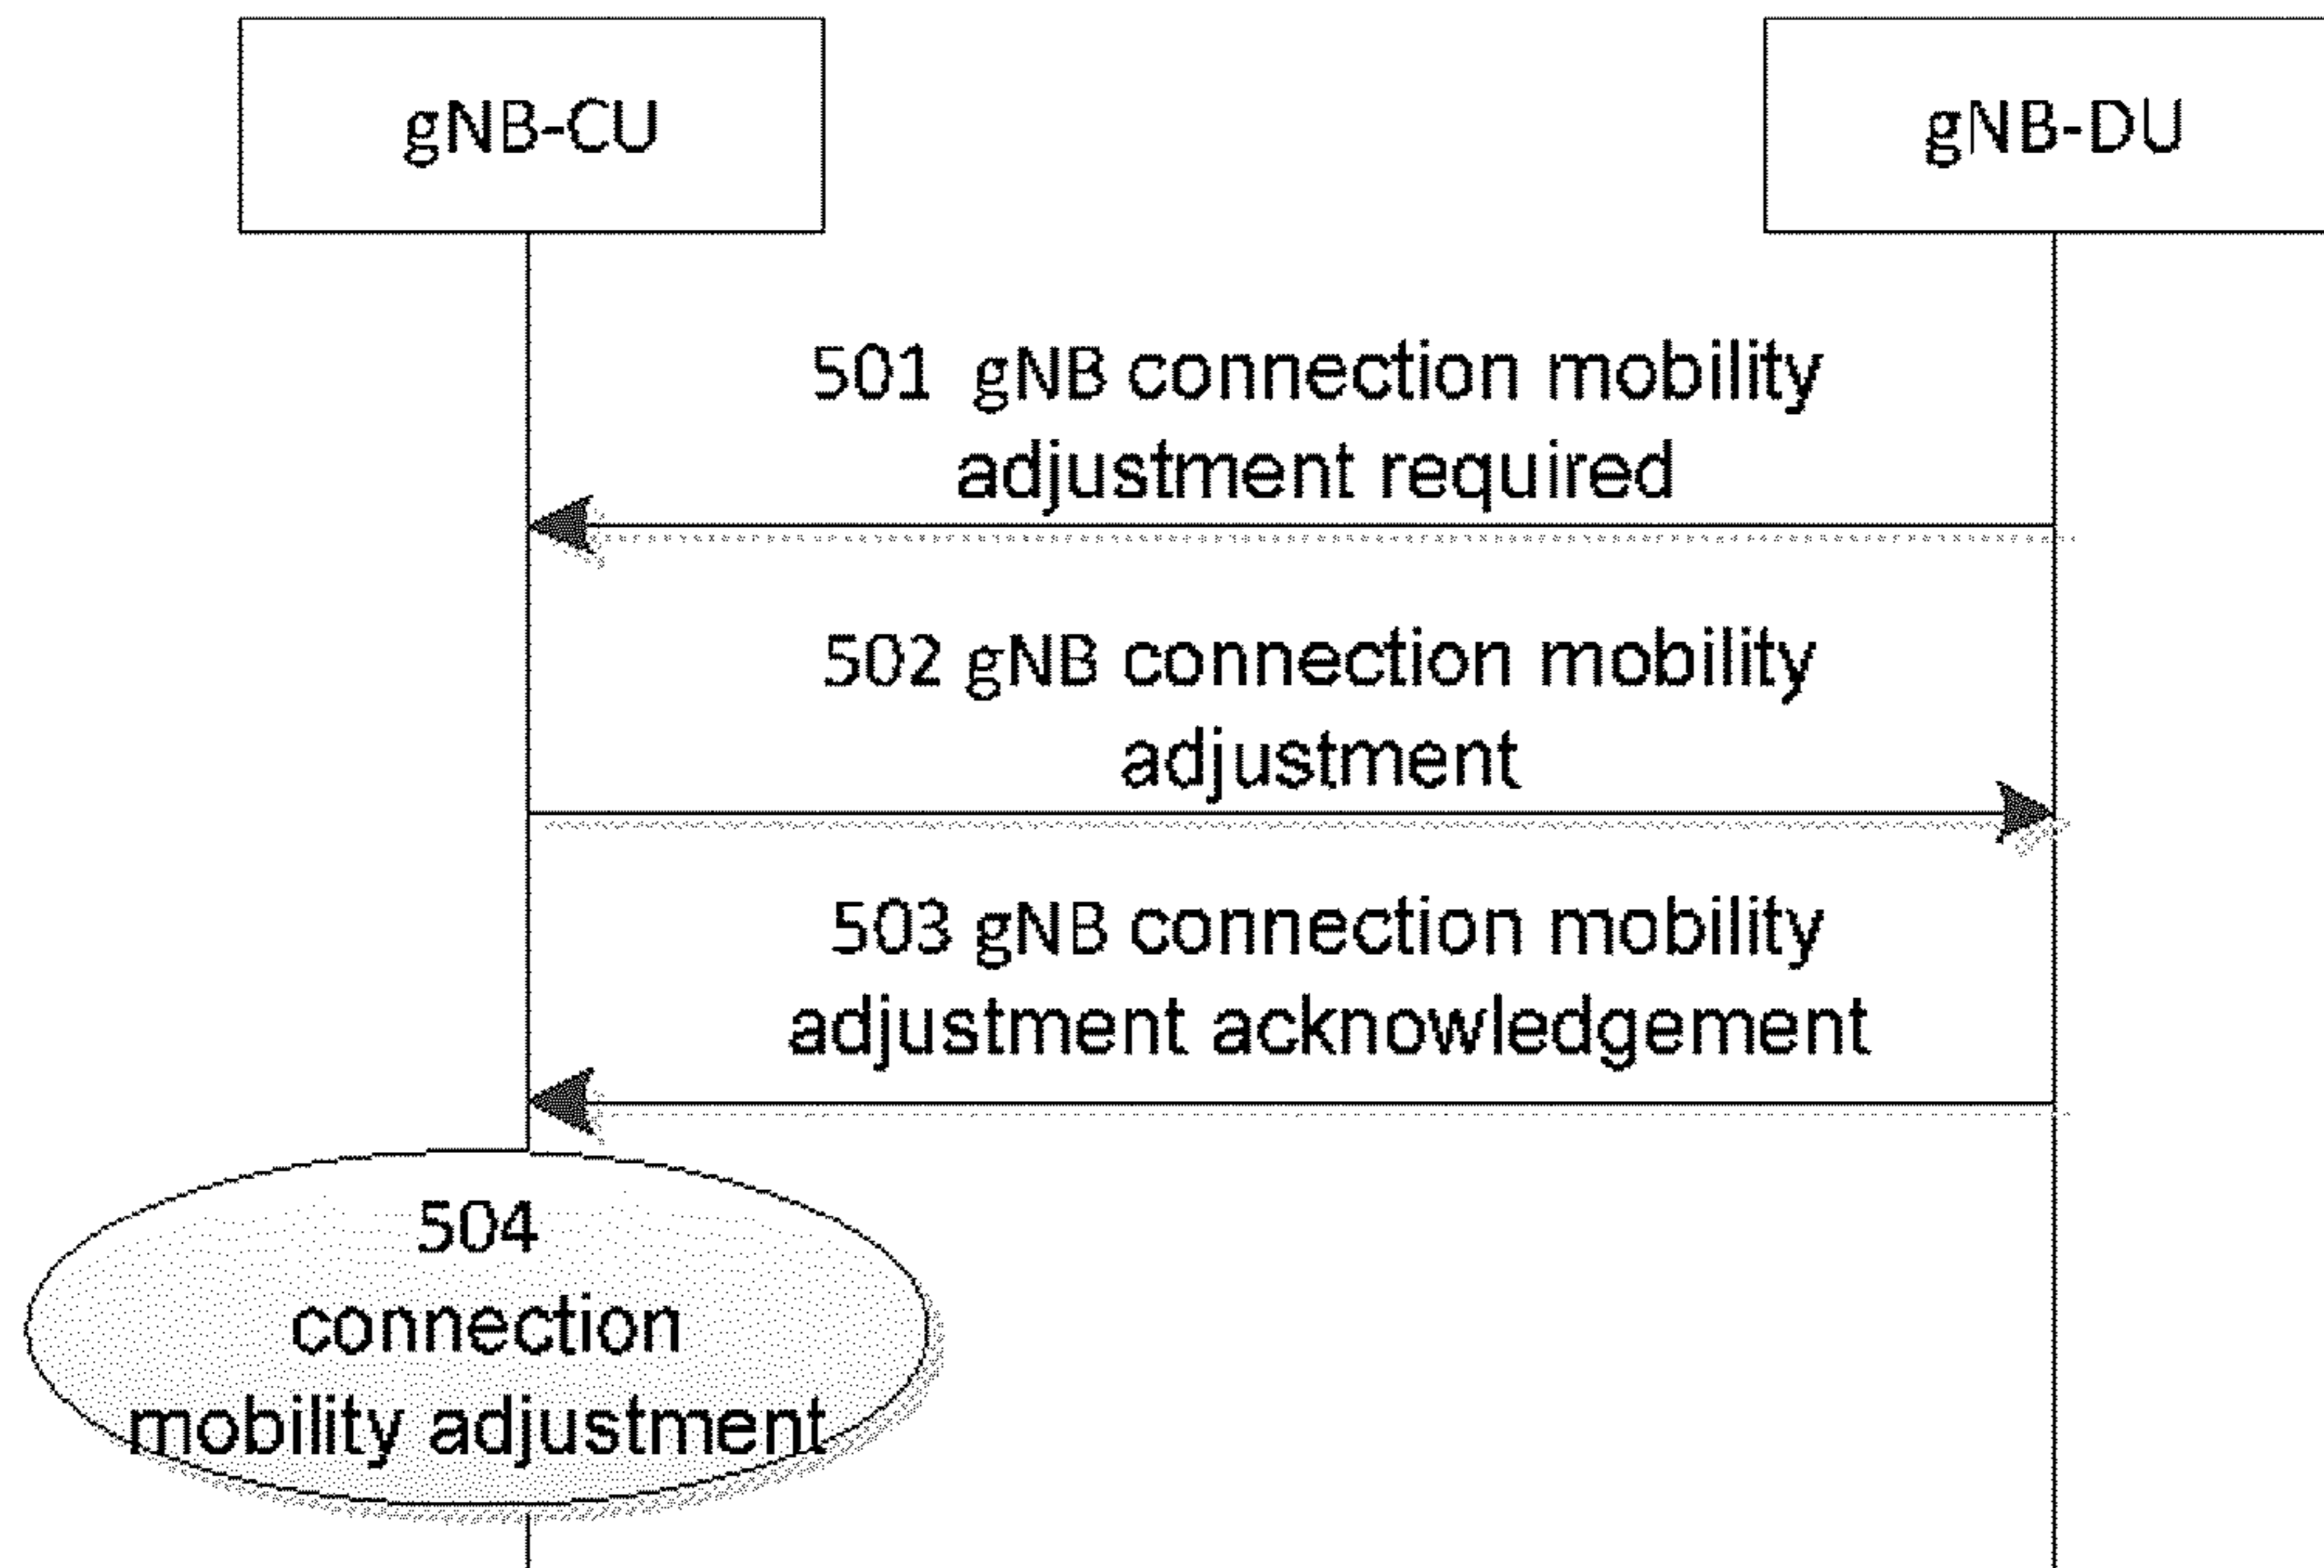 gNB-CU
gNB-DU
501 gNB connection mobility
adjustment required
502 gNB connection mobility
adjustment
503 gNB connection mobility
adjustment acknowledgement
504
connection
mobility adjustment